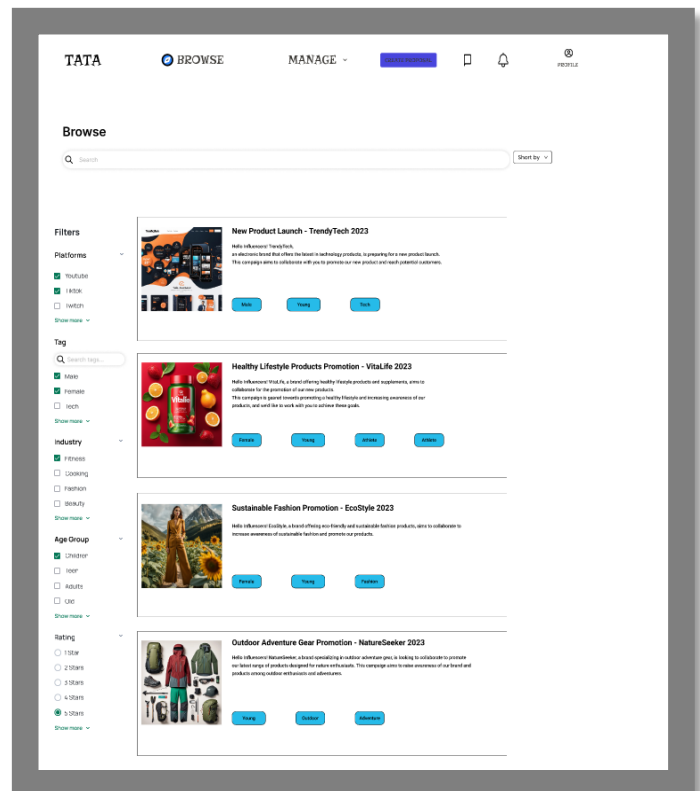 TATA
BROWSE
MANAGE
CREATE PROPOSAL
PROFILE
Browse
Search
Short by
Filters
Platforms
Youtube
Tiktok
Twitch
Show more
Tag
Search tags...
Male
Female
Tech
Show more
Industry
Fitness
Cooking
Fashion
Beauty
Show more
Age Group
Children
Teen
Adults
Old
Show more
Rating
1 Star
2 Stars
3 Stars
4 Stars
5 Stars
Show more
New Product Launch - TrendyTech 2023
Hello Influencers! TrendyTech,
an electronic brand that offers the latest in technology products, is preparing for a new product launch.
This campaign aims to collaborate with you to promote our new product and reach potential customers.
Male
Young
Tech
Healthy Lifestyle Products Promotion - VitaLife 2023
Hello Influencers! VitaLife, a brand offering healthy lifestyle products and supplements, aims to
collaborate for the promotion of our new products.
This campaign is geared towards promoting a healthy lifestyle and increasing awareness of our
products, and we'd like to work with you to achieve these goals.
Vitalife
Female
Young
Athlete
Athlete
Sustainable Fashion Promotion - EcoStyle 2023
Hello Influencers! EcoStyle, a brand offering eco-friendly and sustainable fashion products, aims to collaborate to
increase awareness of sustainable fashion and promote our products.
Female
Young
Fashion
Outdoor Adventure Gear Promotion - NatureSeeker 2023
Hello Influencers! NatureSeeker, a brand specializing in outdoor adventure gear, is looking to collaborate to promote
our latest range of products designed for nature enthusiasts. This campaign aims to raise awareness of our brand and
products among outdoor enthusiasts and adventurers.
Young
Outdoor
Adventure